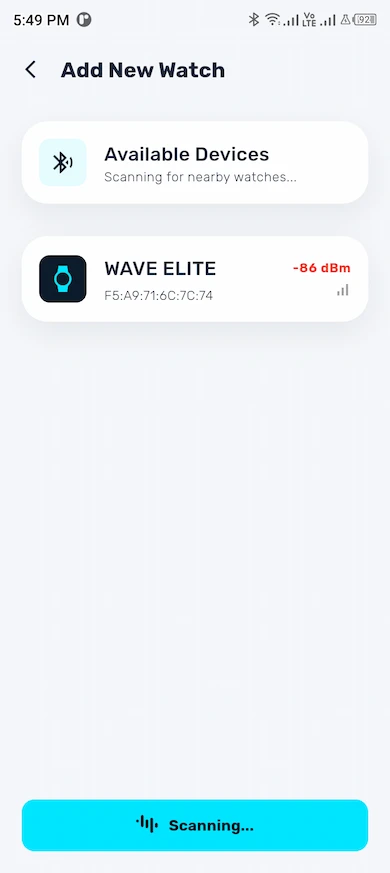 5:49 PM
Vo
LTE
92
Add New Watch
Available Devices
Scanning for nearby watches...
WAVE ELITE
-86 dBm
F5:A9:71:6C:7C:74
Scanning...